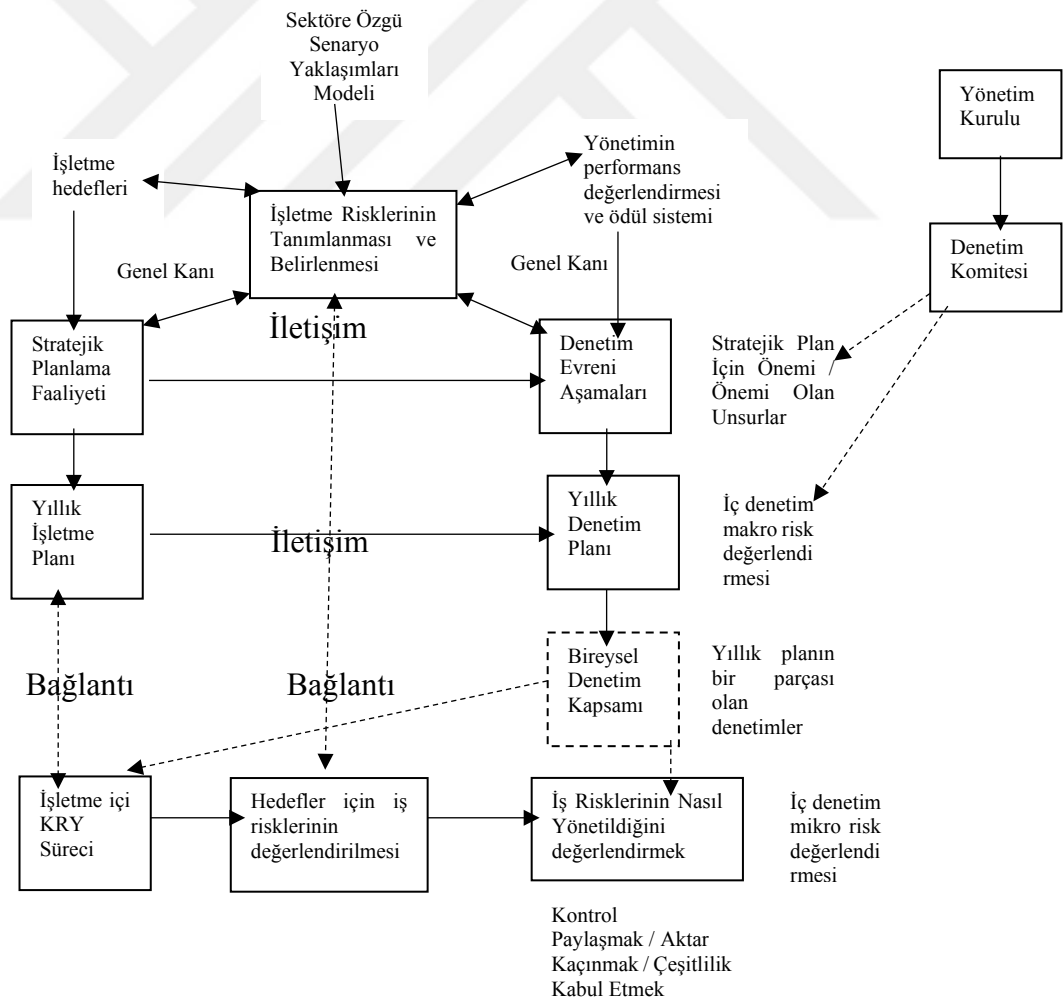 Sektöre Özgü
Senaryo
Yaklaşımları
Modeli
Yönetim
Kurulu
İşletme
hedefleri
Yönetimin
performans
değerlendirmesi
ve ödül sistemi
İşletme Risklerinin
Tanımlanması ve
Belirlenmesi
Denetim
Komitesi
Genel Kanı
Genel Kanı
İletişim
Stratejik
Planlama
Faaliyeti
Denetim
Evreni
Aşamaları
Stratejik Plan
İçin Önemi /
Önemi Olan
Unsurlar
Yıllık
İşletme
Planı
İletişim
Yıllık
Denetim
Planı
İç denetim
makro risk
değerlendi
rmesi
Bağlantı
Bağlantı
Bireysel
Denetim
Kapsamı
Yıllık planın
bir parçası
olan
denetimler
İşletme içi
KRY
Süreci
Hedefler için iş
risklerinin
değerlendirilmesi
İş Risklerinin Nasıl
Yönetildiğini
değerlendirmek
İç denetim
mikro risk
değerlendi
rmesi
Kontrol
Paylaşmak / Aktar
Kaçınmak / Çeşitlilik
Kabul Etmek